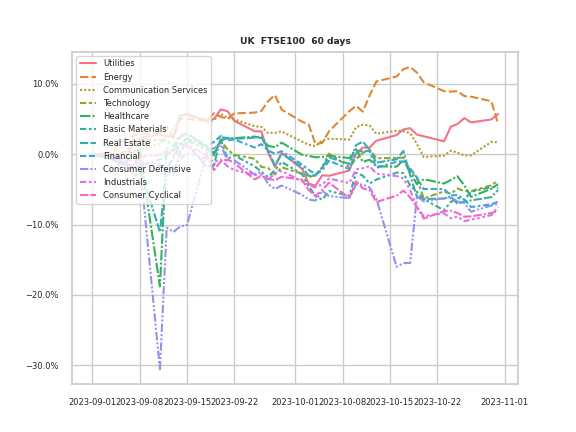 UK FTSE100 60 days
Utilities
Energy
Communication Services
Technology
Healthcare
Basic Materials
Real Estate
Financial
Consumer Defensive
Industrials
Consumer Cyclical
10.0%
0.0%
−10.0%
−20.0%
−30.0%
2023-09-01 2023-09-08 2023-09-15 2023-09-22 2023-10-01 2023-10-08 2023-10-15 2023-10-22 2023-11-01